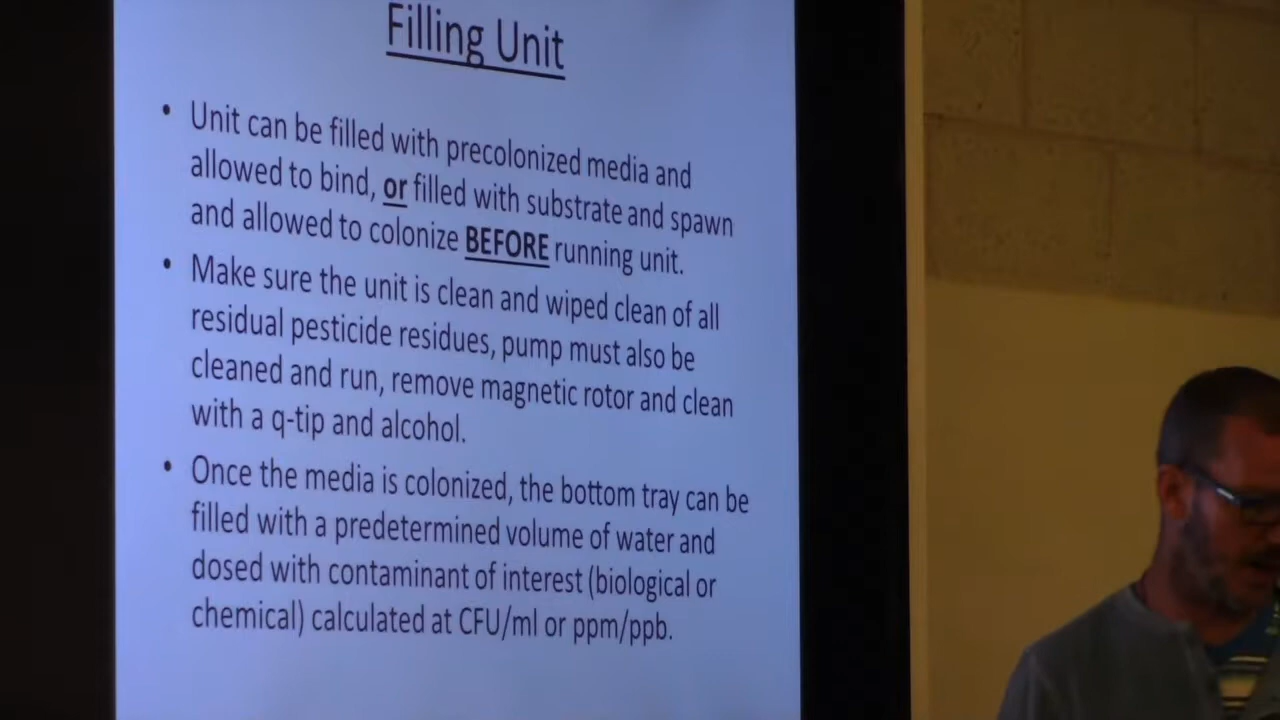 Filling Unit
• Unit can be filled with precolonized media and
allowed to bind, or filled with substrate and spawn
and allowed to colonize BEFORE running unit.
• Make sure the unit is clean and wiped clean of all
residual pesticide residues, pump must also be
cleaned and run, remove magnetic rotor and clean
with a q-tip and alcohol.
• Once the media is colonized, the bottom tray can be
filled with a predetermined volume of water and
dosed with contaminant of interest (biological or
chemical) calculated at CFU/ml or ppm/ppb.